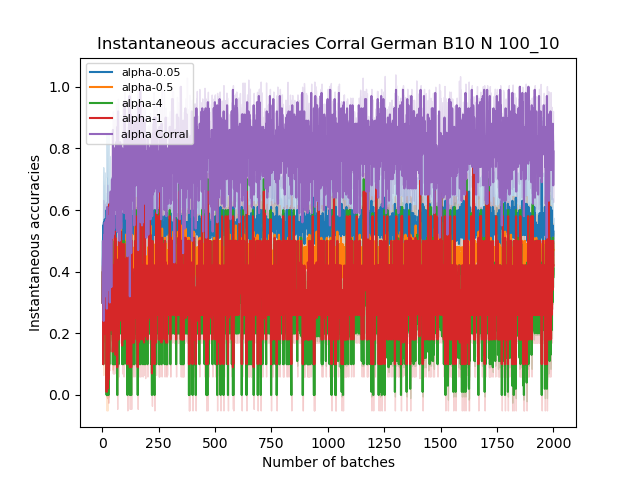 Instantaneous accuracies Corral German B10 N 100_10
alpha-0.05
alpha-0.5
alpha-4
alpha-1
alpha Corral
1.0
0.8
0.6
0.4
0.2
0.0
Instantaneous accuracies
0 250 500 750 1000 1250 1500 1750 2000
Number of batches